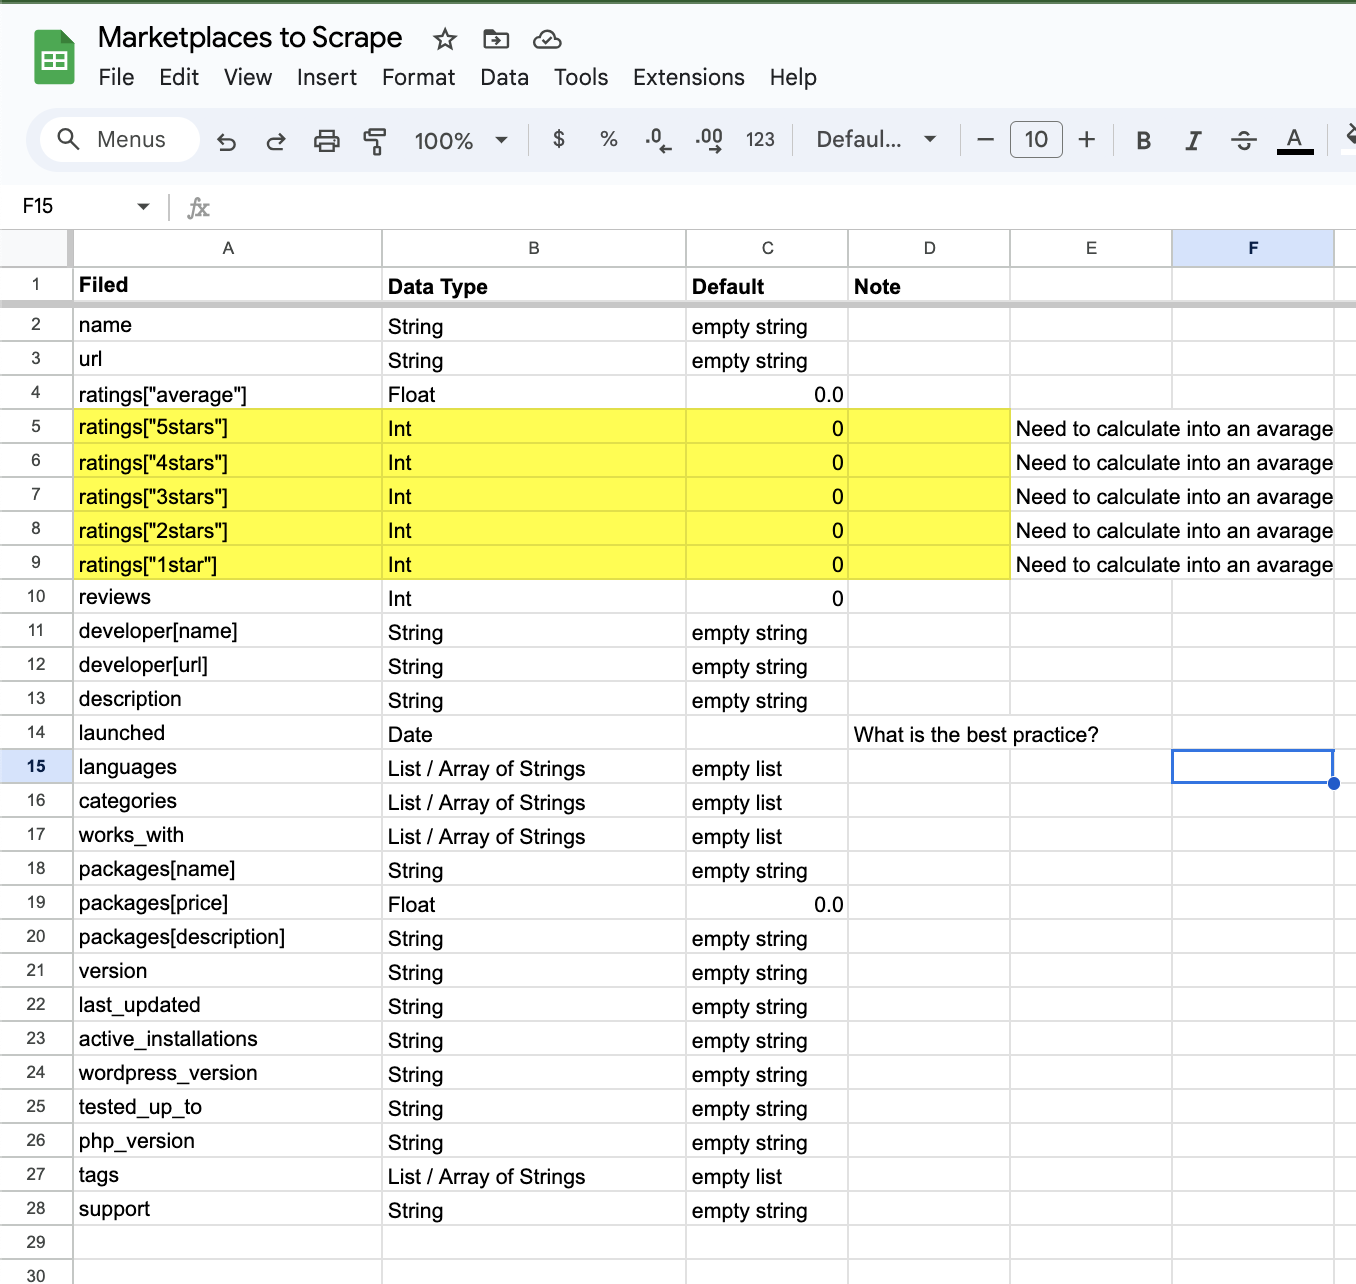 Marketplaces to Scrape
File Edit View Insert Format Data Tools Extensions Help
Menus 100% $ % .0 .00 123 Defaul... 10 B I S A
F15 fx
A B C D E F
1 Filed Data Type Default Note
2 name String empty string
3 url String empty string
4 ratings["average"] Float 0.0
5 ratings["5stars"] Int 0 Need to calculate into an avarage
6 ratings["4stars"] Int 0 Need to calculate into an avarage
7 ratings["3stars"] Int 0 Need to calculate into an avarage
8 ratings["2stars"] Int 0 Need to calculate into an avarage
9 ratings["1star"] Int 0 Need to calculate into an avarage
10 reviews Int 0
11 developer[name] String empty string
12 developer[url] String empty string
13 description String empty string
14 launched Date What is the best practice?
15 languages List / Array of Strings empty list
16 categories List / Array of Strings empty list
17 works_with List / Array of Strings empty list
18 packages[name] String empty string
19 packages[price] Float 0.0
20 packages[description] String empty string
21 version String empty string
22 last_updated String empty string
23 active_installations String empty string
24 wordpress_version String empty string
25 tested_up_to String empty string
26 php_version String empty string
27 tags List / Array of Strings empty list
28 support String empty string
29
30